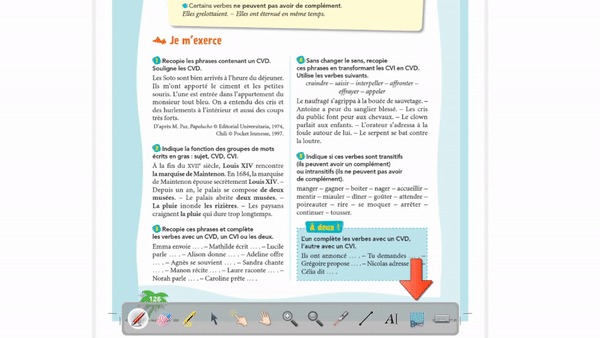 Certains verbes ne peuvent pas avoir de complément.
Elles grelottaient. – Elles ont éternué en même temps.
Je m'exerce
1 Recopie les phrases contenant un CVD.
Souligne les CVD.
Les Soto sont bien arrivés à l'heure du déjeuner.
Ils m'ont apporté le ciment et les petites
souris. L'une est entrée dans l'appartement du
monsieur tout bleu. On a entendu des cris et
des hurlements à l'intérieur et aussi des coups
très forts.
D'après M. Paz, Papelucho © Editorial Universitaria, 1974,
Chili © Pocket Jeunesse, 1997.
2 Indique la fonction des groupes de mots
écrits en gras : sujet, CVD, CVI.
À la fin du XVIIe siècle, Louis XIV rencontre
la marquise de Maintenon. En 1684, la marquise
de Maintenon épouse secrètement Louis XIV. –
Depuis un an, le palais se compose de deux
musées. – Le palais abrite deux musées. –
La pluie inonde les rizières. – Les paysans
craignent la pluie qui dure trop longtemps.
3 Recopie ces phrases et complète
les verbes avec un CVD, un CVI ou les deux.
Emma envoie … . – Mathilde écrit … . – Lucile
parle … . – Alison donne … . – Adeline offre
… . – Agnès se souvient … . – Sandra chante
… . – Manon récite … . – Laure raconte … . –
Norah parle … . – Caroline prête … .
4 Sans changer le sens, recopie
ces phrases en transformant les CVI en CVD.
Utilise les verbes suivants.
craindre – saisir – interpeller – affronter –
effrayer – appeler
Le naufragé s'agrippa à la bouée de sauvetage. –
Antoine a peur du sanglier blessé. – Les cris
du public font peur aux chevaux. – Le clown
parlait aux enfants. – L'orateur s'adressa à la
foule autour de lui. – Le serpent se bat contre
la loutre.
5 Indique si ces verbes sont transitifs
(ils peuvent avoir un complément)
ou intransitifs (ils ne peuvent pas avoir
de complément).
manger – gagner – boiter – nager – accueillir –
mentir – miauler – dîner – goûter – attendre –
poireauter – rire – se moquer – arrêter –
continuer – tousser.
À deux !
L'un complète les verbes avec un CVD,
l'autre avec un CVI.
Ils ont annoncé … . – Tu demandes
Grégoire propose … . – Nicolas adresse
Célia dit … .
126
A